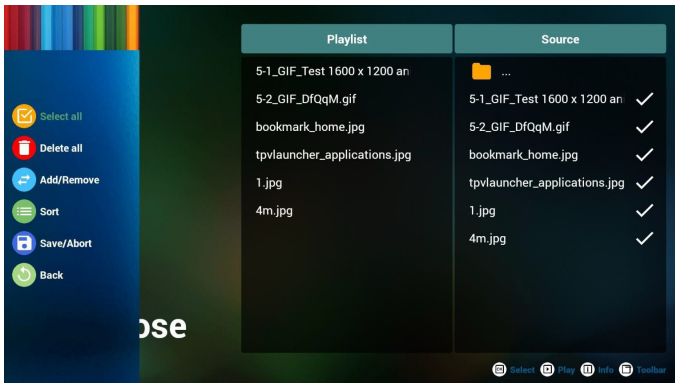 Playlist
Source
5-1_GIF_Test 1600 x 1200 an
5-2_GIF_DfQqM.gif
bookmark_home.jpg
tpvlauncher_applications.jpg
1.jpg
4m.jpg
...
5-1_GIF_Test 1600 x 1200 an
5-2_GIF_DfQqM.gif
bookmark_home.jpg
tpvlauncher_applications.jpg
1.jpg
4m.jpg
Select all
Delete all
Add/Remove
Sort
Save/Abort
Back
ose
Select Play Info Toolbar